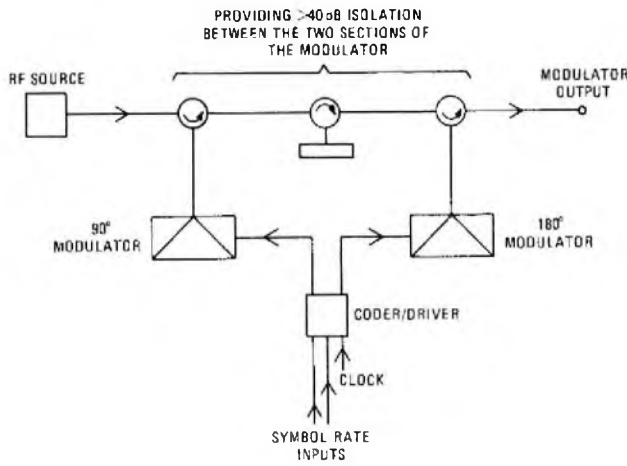 PROVIDING >40dB ISOLATION
BETWEEN THE TWO SECTIONS OF
THE MODULATOR
RF SOURCE
MODULATOR
OUTPUT
90°
MODULATOR
180°
MODULATOR
CODER/DRIVER
CLOCK
SYMBOL RATE
INPUTS